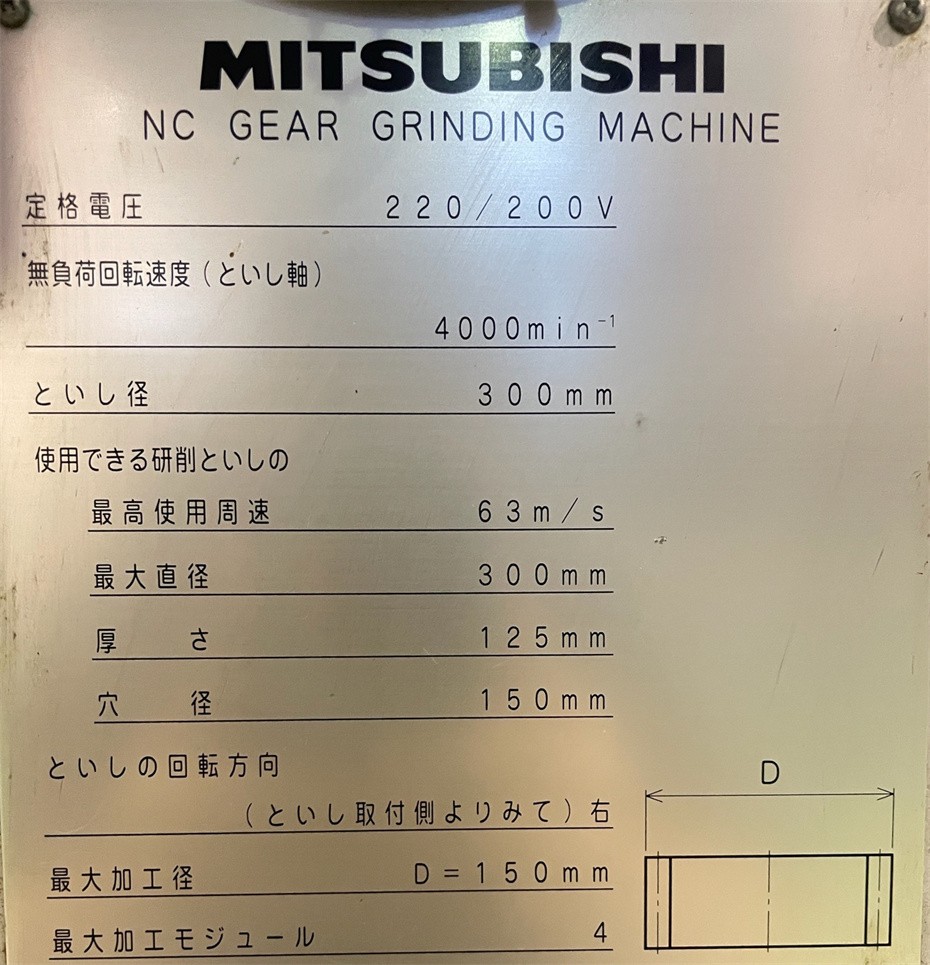 MITSUBISHI
NC GEAR GRINDING MACHINE
定格電圧 220/200V
無負荷回転速度(といし軸)
4000min⁻¹
といし径 300mm
使用できる研削といしの
最高使用周速 63m/s
最大直径 300mm
厚さ 125mm
穴径 150mm
といしの回転方向
(といし取付側よりみて)右
最大加工径 D=150mm
最大加工モジュール 4
D